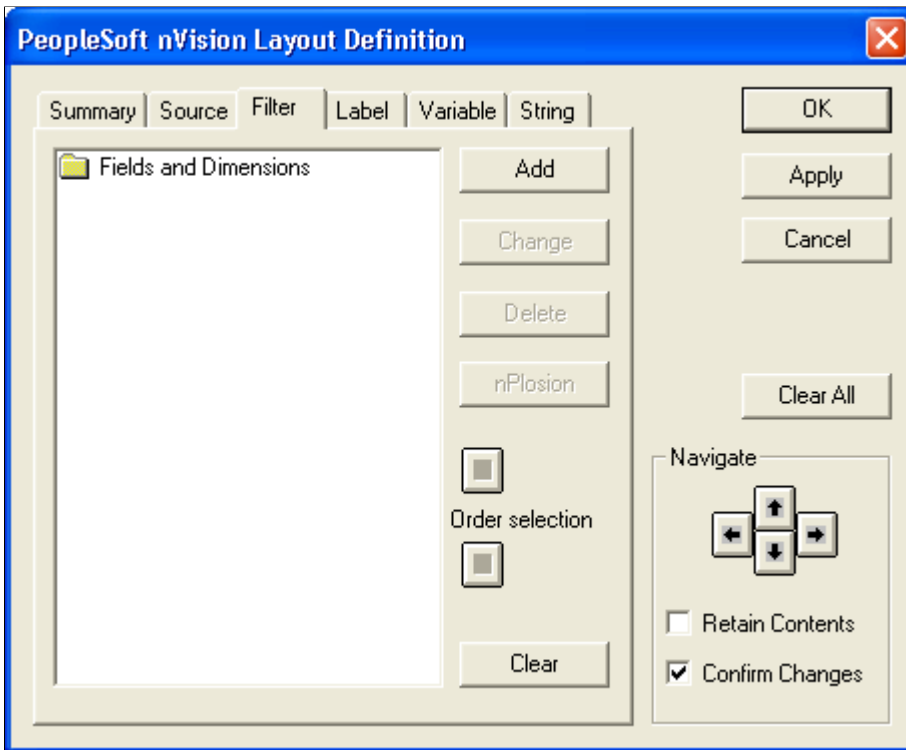 PeopleSoft nVision Layout Definition
Summary Source Filter Label Variable String
OK
Fields and Dimensions
Add
Apply
Change
Cancel
Delete
nPlosion
Clear All
Navigate
Order selection
Retain Contents
Clear
Confirm Changes